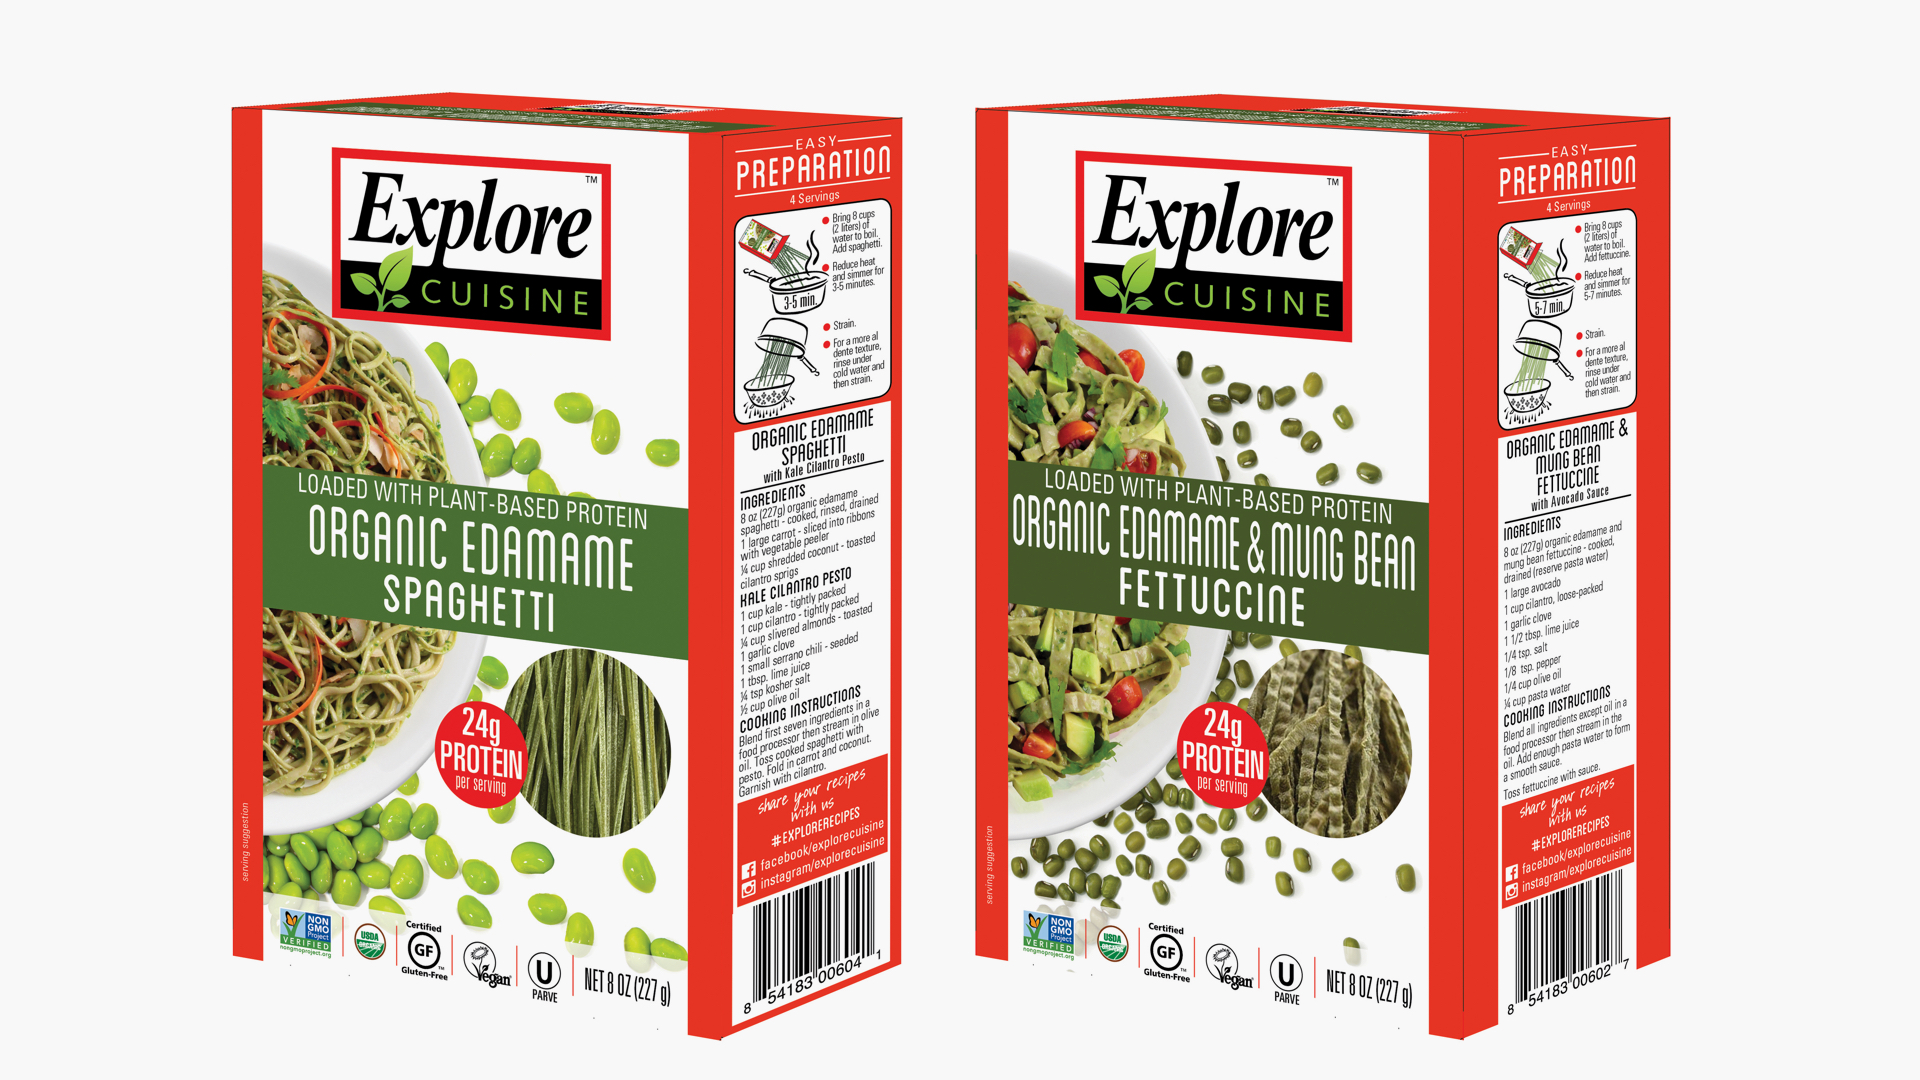 Explore
TM
CUISINE
LOADED WITH PLANT-BASED PROTEIN
ORGANIC EDAMAME
SPAGHETTI
24g
PROTEIN
per serving
serving suggestion
NON
GMO
Project
VERIFIED
nongmoproject.org
USDA
ORGANIC
Certified
GF
TM
Gluten-Free
Vegan
U
PARVE
NET 8 OZ (227 g)
EASY
PREPARATION
4 Servings
Bring 8 cups
(2 liters) of
water to boil.
Add spaghetti.
Reduce heat
and simmer for
3-5 minutes.
3-5 min.
Strain.
For a more al
dente texture,
rinse under
cold water and
then strain.
ORGANIC EDAMAME
SPAGHETTI
with Kale Cilantro Pesto
INGREDIENTS
8 oz (227g) organic edamame
spaghetti - cooked, rinsed, drained
1 large carrot - sliced into ribbons
with vegetable peeler
¼ cup shredded coconut - toasted
cilantro sprigs
KALE CILANTRO PESTO
1 cup kale - tightly packed
1 cup cilantro - tightly packed
¼ cup slivered almonds - toasted
1 garlic clove
1 small serrano chili - seeded
1 tbsp. lime juice
¼ tsp kosher salt
½ cup olive oil
COOKING INSTRUCTIONS
Blend first seven ingredients in a
food processor then stream in olive
oil. Toss cooked spaghetti with
pesto. Fold in carrot and coconut.
Garnish with cilantro.
share your recipes
with us
#EXPLORERECIPES
facebook/explorecuisine
instagram/explorecuisine
8 54183 00604 1
Explore
TM
CUISINE
LOADED WITH PLANT-BASED PROTEIN
ORGANIC EDAMAME & MUNG BEAN
FETTUCCINE
24g
PROTEIN
per serving
serving suggestion
NON
GMO
Project
VERIFIED
nongmoproject.org
USDA
ORGANIC
Certified
GF
TM
Gluten-Free
Vegan
U
PARVE
NET 8 OZ (227 g)
EASY
PREPARATION
4 Servings
Bring 8 cups
(2 liters) of
water to boil.
Add fettuccine.
Reduce heat
and simmer for
5-7 minutes.
5-7 min.
Strain.
For a more al
dente texture,
rinse under
cold water and
then strain.
ORGANIC EDAMAME &
MUNG BEAN
FETTUCCINE
with Avocado Sauce
INGREDIENTS
8 oz (227g) organic edamame and
mung bean fettuccine - cooked,
drained (reserve pasta water)
1 large avocado
1 cup cilantro, loose-packed
1 garlic clove
1 1/2 tbsp. lime juice
1/4 tsp. salt
1/8 tsp. pepper
1/4 cup olive oil
¼ cup pasta water
COOKING INSTRUCTIONS
Blend all ingredients except oil in a
food processor then stream in the
oil. Add enough pasta water to form
a smooth sauce.
Toss fettuccine with sauce.
share your recipes
with us
#EXPLORERECIPES
facebook/explorecuisine
instagram/explorecuisine
8 54183 00602 7